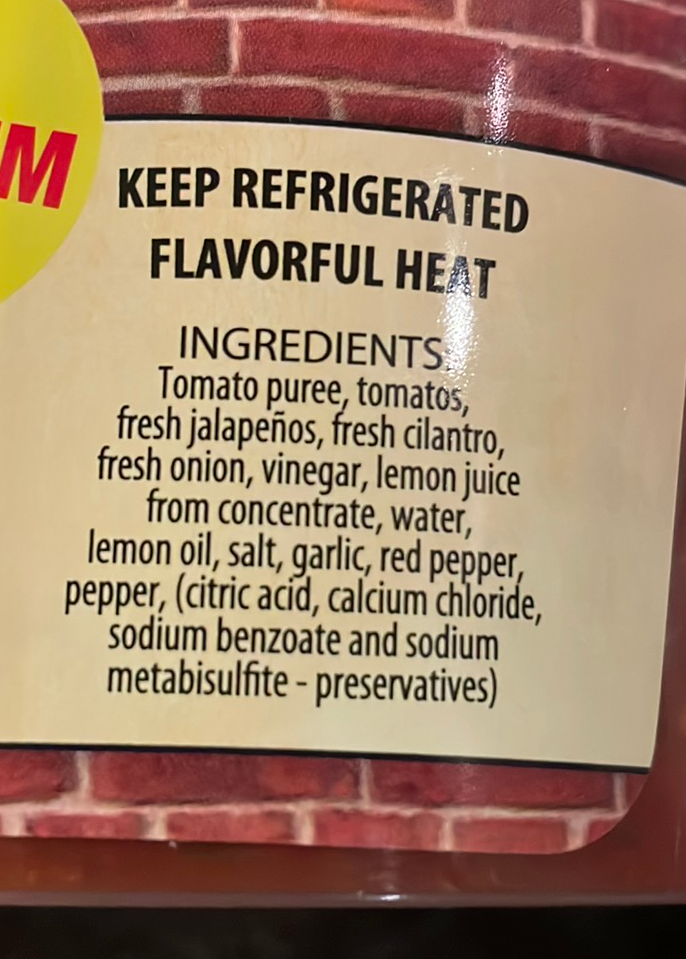 KEEP REFRIGERATED
FLAVORFUL HEAT
INGREDIENTS:
Tomato puree, tomatos,
fresh jalapeños, fresh cilantro,
fresh onion, vinegar, lemon juice
from concentrate, water,
lemon oil, salt, garlic, red pepper,
pepper, (citric acid, calcium chloride,
sodium benzoate and sodium
metabisulfite - preservatives)